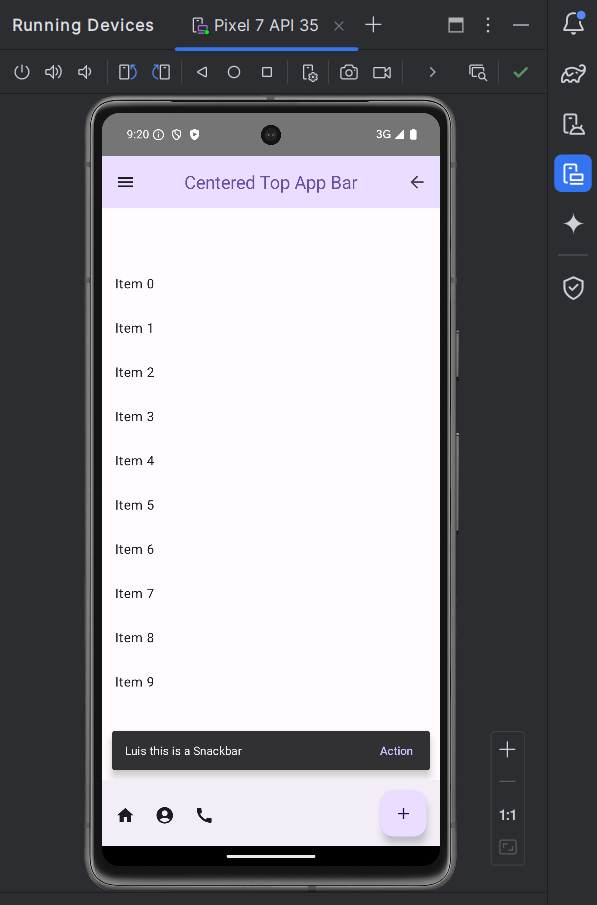 Running Devices
Pixel 7 API 35
9:20
3G
Centered Top App Bar
Item 0
Item 1
Item 2
Item 3
Item 4
Item 5
Item 6
Item 7
Item 8
Item 9
Luis this is a Snackbar
Action
1:1